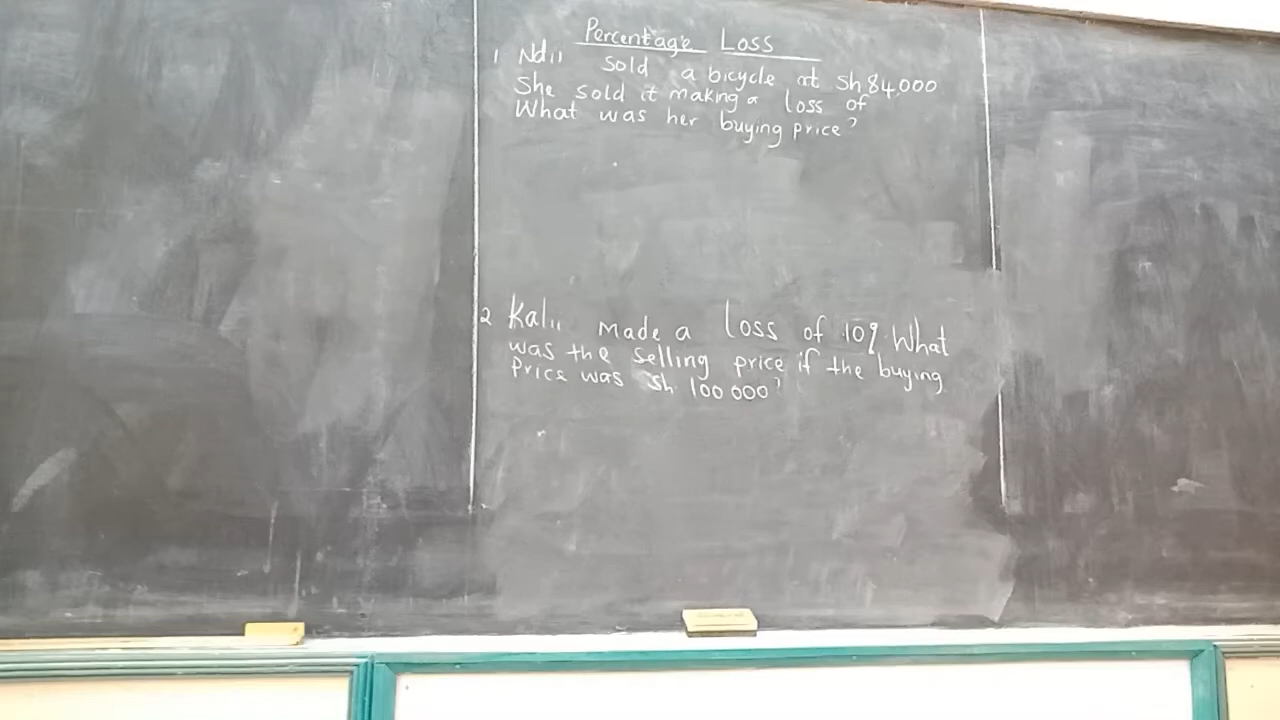 Percentage Loss
1 Ndii sold a bicycle at Sh 84,000
She sold it making a loss of
What was her buying price?
2 Kalii made a loss of 10%. What
was the selling price if the buying
Price was Sh 100 000?